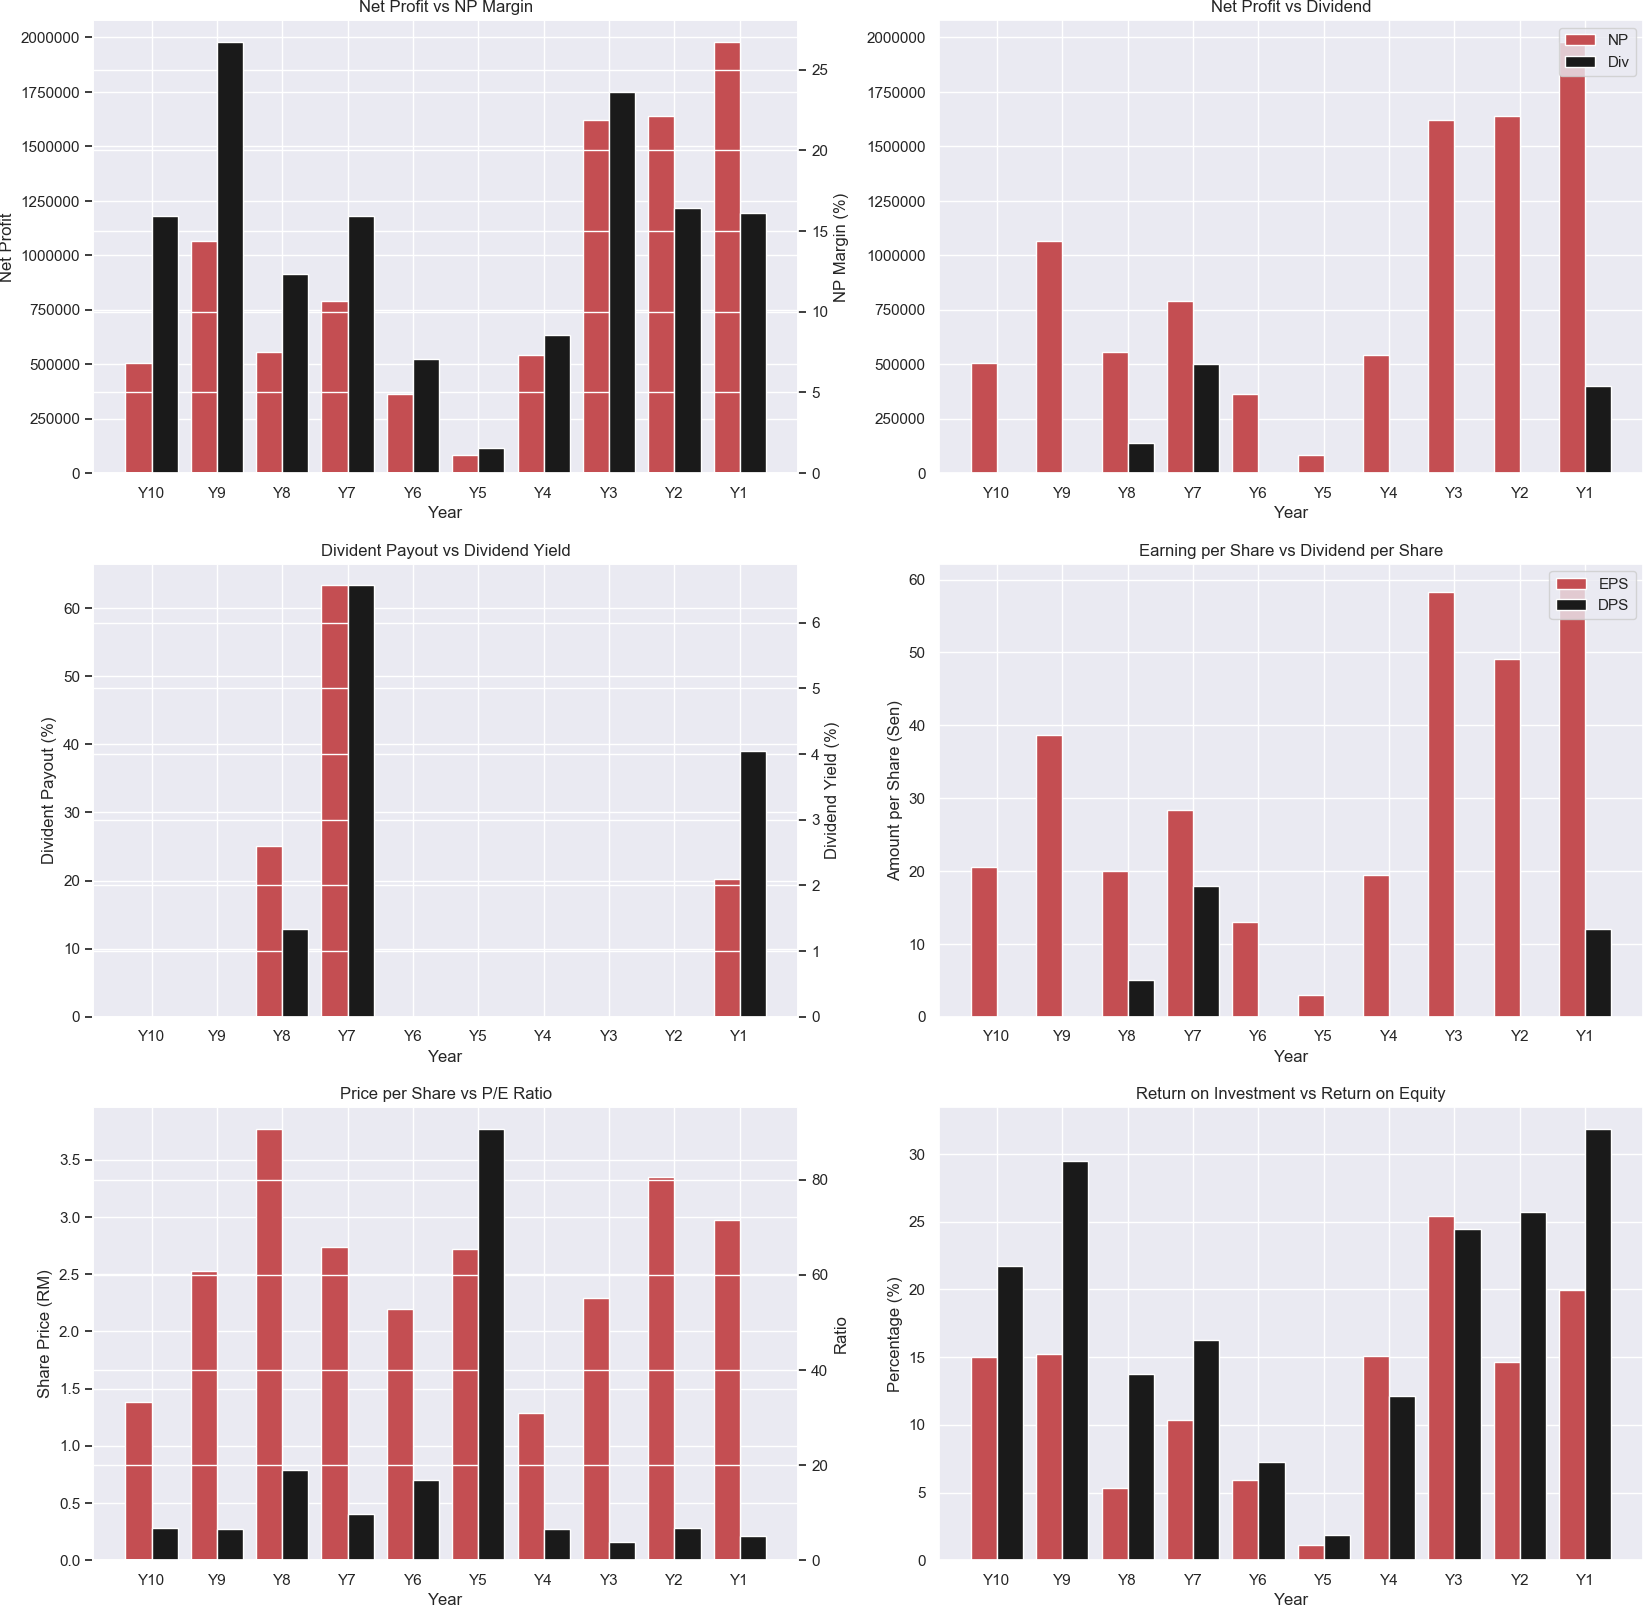 Net Profit vs NP Margin
2000000
1750000
1500000
1250000
1000000
750000
500000
250000
0
Net Profit
25
20
15
10
5
0
NP Margin (%)
Y10 Y9 Y8 Y7 Y6 Y5 Y4 Y3 Y2 Y1
Year
Net Profit vs Dividend
NP
Div
2000000
1750000
1500000
1250000
1000000
750000
500000
250000
0
Y10 Y9 Y8 Y7 Y6 Y5 Y4 Y3 Y2 Y1
Year
Divident Payout vs Dividend Yield
60
50
40
30
20
10
0
Divident Payout (%)
6
5
4
3
2
1
0
Dividend Yield (%)
Y10 Y9 Y8 Y7 Y6 Y5 Y4 Y3 Y2 Y1
Year
Earning per Share vs Dividend per Share
EPS
DPS
60
50
40
30
20
10
0
Amount per Share (Sen)
Y10 Y9 Y8 Y7 Y6 Y5 Y4 Y3 Y2 Y1
Year
Price per Share vs P/E Ratio
3.5
3.0
2.5
2.0
1.5
1.0
0.5
0.0
Share Price (RM)
80
60
40
20
0
Ratio
Y10 Y9 Y8 Y7 Y6 Y5 Y4 Y3 Y2 Y1
Year
Return on Investment vs Return on Equity
30
25
20
15
10
5
0
Percentage (%)
Y10 Y9 Y8 Y7 Y6 Y5 Y4 Y3 Y2 Y1
Year